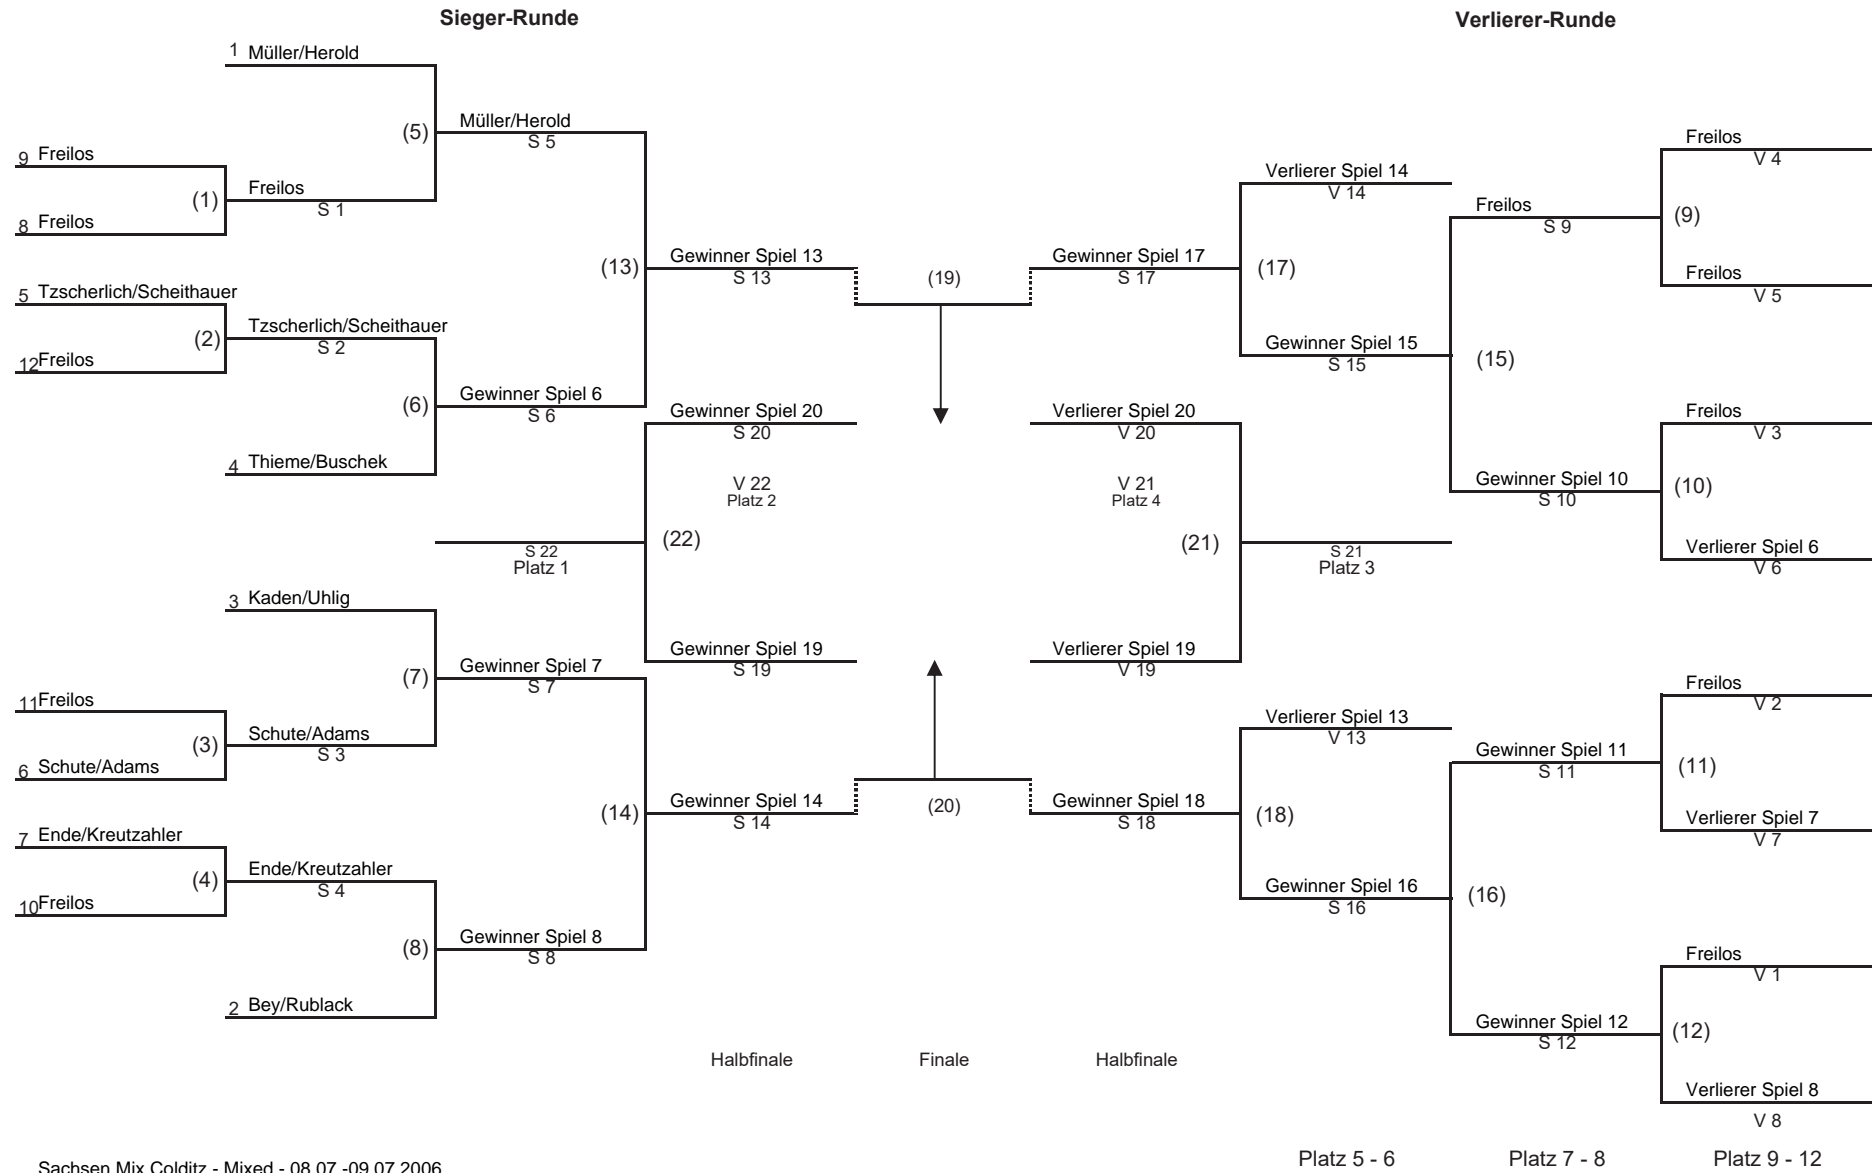 Sieger-Runde
Verlierer-Runde
1 Müller/Herold
(5)
Müller/Herold
S 5
9 Freilos
(1)
Freilos
S 1
8 Freilos
(13)
Gewinner Spiel 13
S 13
5 Tzscherlich/Scheithauer
(2)
Tzscherlich/Scheithauer
S 2
12 Freilos
(6)
Gewinner Spiel 6
S 6
4 Thieme/Buschek
Gewinner Spiel 20
S 20
V 22
Platz 2
(22)
S 22
Platz 1
3 Kaden/Uhlig
(7)
Gewinner Spiel 7
S 7
Gewinner Spiel 19
S 19
11 Freilos
(3)
Schute/Adams
S 3
6 Schute/Adams
(14)
Gewinner Spiel 14
S 14
7 Ende/Kreutzahler
(4)
Ende/Kreutzahler
S 4
10 Freilos
(8)
Gewinner Spiel 8
S 8
2 Bey/Rublack
(19)
(20)
Gewinner Spiel 17
S 17
(17)
Verlierer Spiel 14
V 14
Gewinner Spiel 15
S 15
(15)
Freilos
S 9
(9)
Freilos
V 4
Freilos
V 5
Verlierer Spiel 20
V 20
V 21
Platz 4
(21)
S 21
Platz 3
Verlierer Spiel 19
V 19
Gewinner Spiel 10
S 10
(10)
Freilos
V 3
Verlierer Spiel 6
V 6
Verlierer Spiel 13
V 13
Gewinner Spiel 18
S 18
(18)
Gewinner Spiel 16
S 16
(16)
Gewinner Spiel 11
S 11
(11)
Freilos
V 2
Verlierer Spiel 7
V 7
Gewinner Spiel 12
S 12
(12)
Freilos
V 1
Verlierer Spiel 8
V 8
Halbfinale
Finale
Halbfinale
Platz 5 - 6
Platz 7 - 8
Platz 9 - 12
Sachsen Mix Colditz - Mixed - 08.07.-09.07.2006